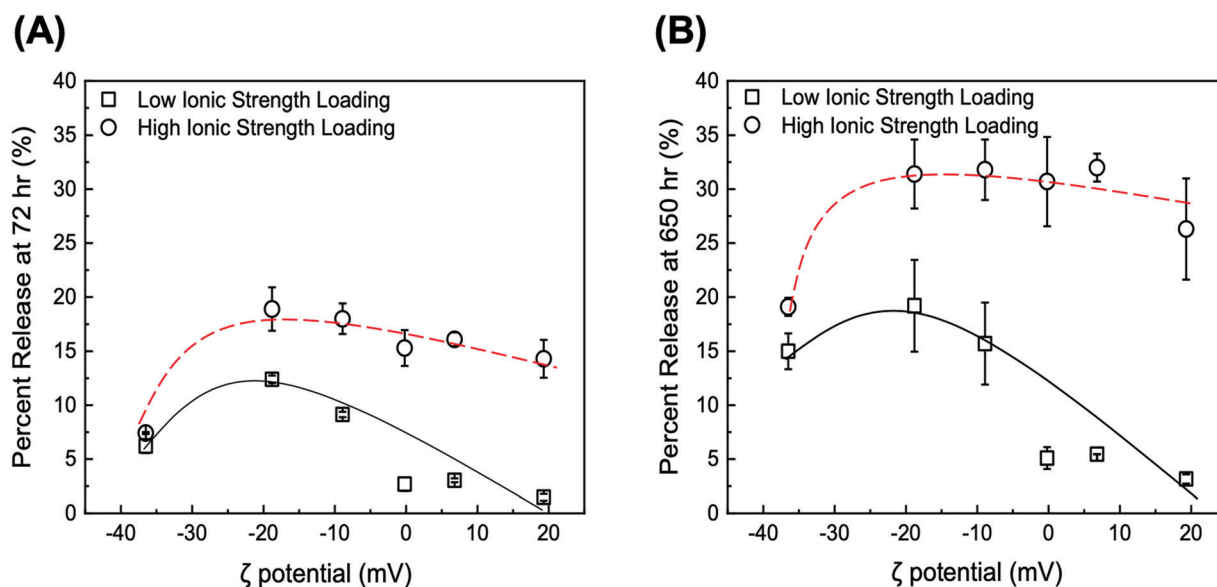 (A)
Percent Release at 72 hr (%)
40
35
30
25
20
15
10
5
0
Low Ionic Strength Loading
High Ionic Strength Loading
-40 -30 -20 -10 0 10 20
ζ potential (mV)
(B)
Percent Release at 650 hr (%)
40
35
30
25
20
15
10
5
0
Low Ionic Strength Loading
High Ionic Strength Loading
-40 -30 -20 -10 0 10 20
ζ potential (mV)